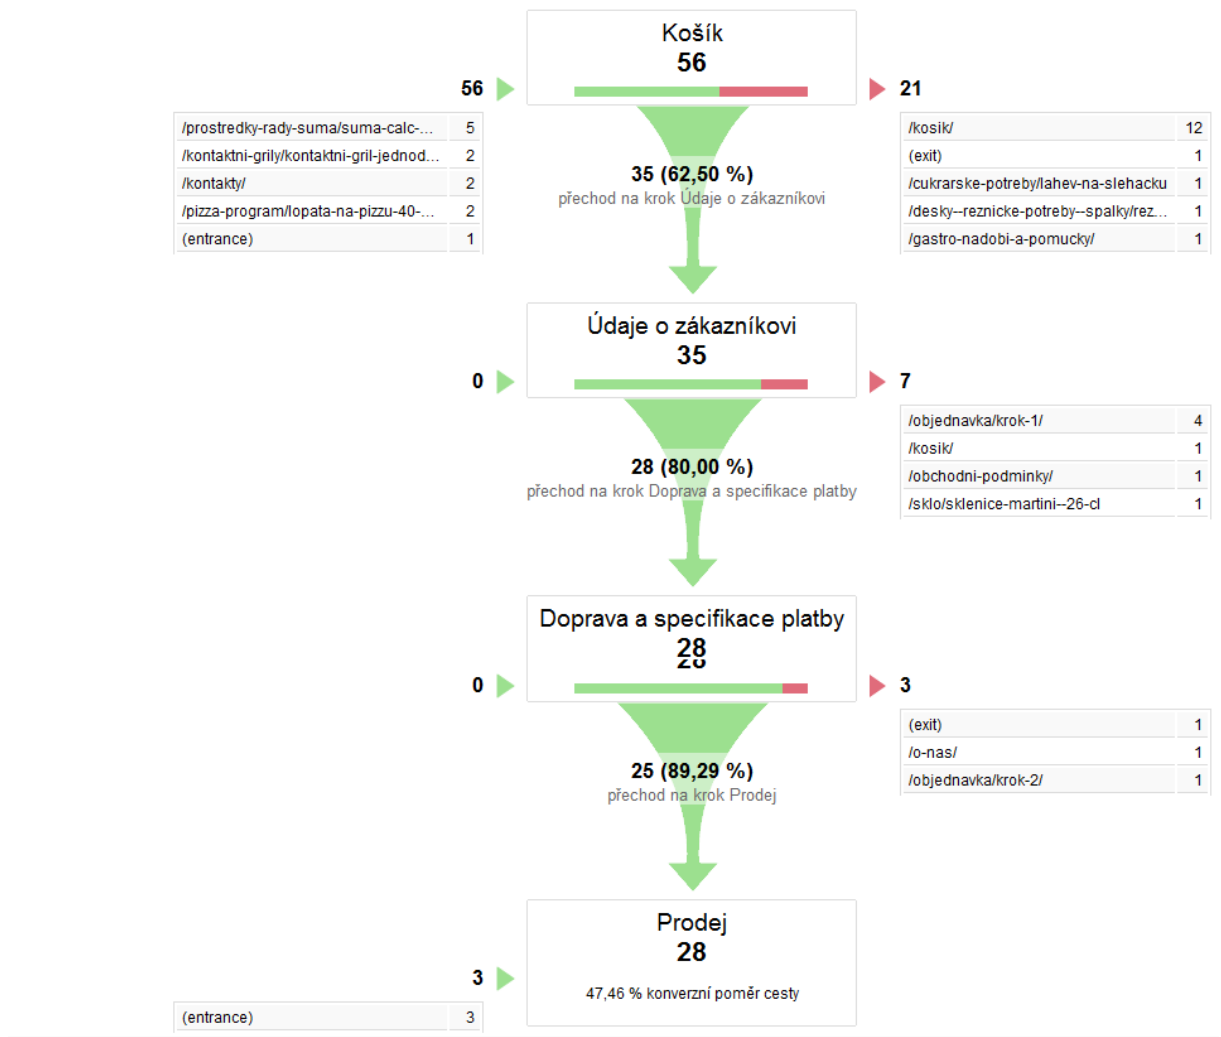 Košík
56
56
21
/prostredky-rady-suma/suma-calc-... 5
/kontaktni-grily/kontaktni-gril-jednod... 2
/kontakty/ 2
/pizza-program/lopata-na-pizzu-40-... 2
(entrance) 1
/kosik/ 12
(exit) 1
/cukrarske-potreby/lahev-na-slehacku 1
/desky--reznicke-potreby--spalky/rez... 1
/gastro-nadobi-a-pomucky/ 1
35 (62,50 %)
přechod na krok Údaje o zákazníkovi
Údaje o zákazníkovi
35
0
7
/objednavka/krok-1/ 4
/kosik/ 1
/obchodni-podminky/ 1
/sklo/sklenice-martini--26-cl 1
28 (80,00 %)
přechod na krok Doprava a specifikace platby
Doprava a specifikace platby
28
0
3
(exit) 1
/o-nas/ 1
/objednavka/krok-2/ 1
25 (89,29 %)
přechod na krok Prodej
Prodej
28
3
47,46 % konverzní poměr cesty
(entrance) 3